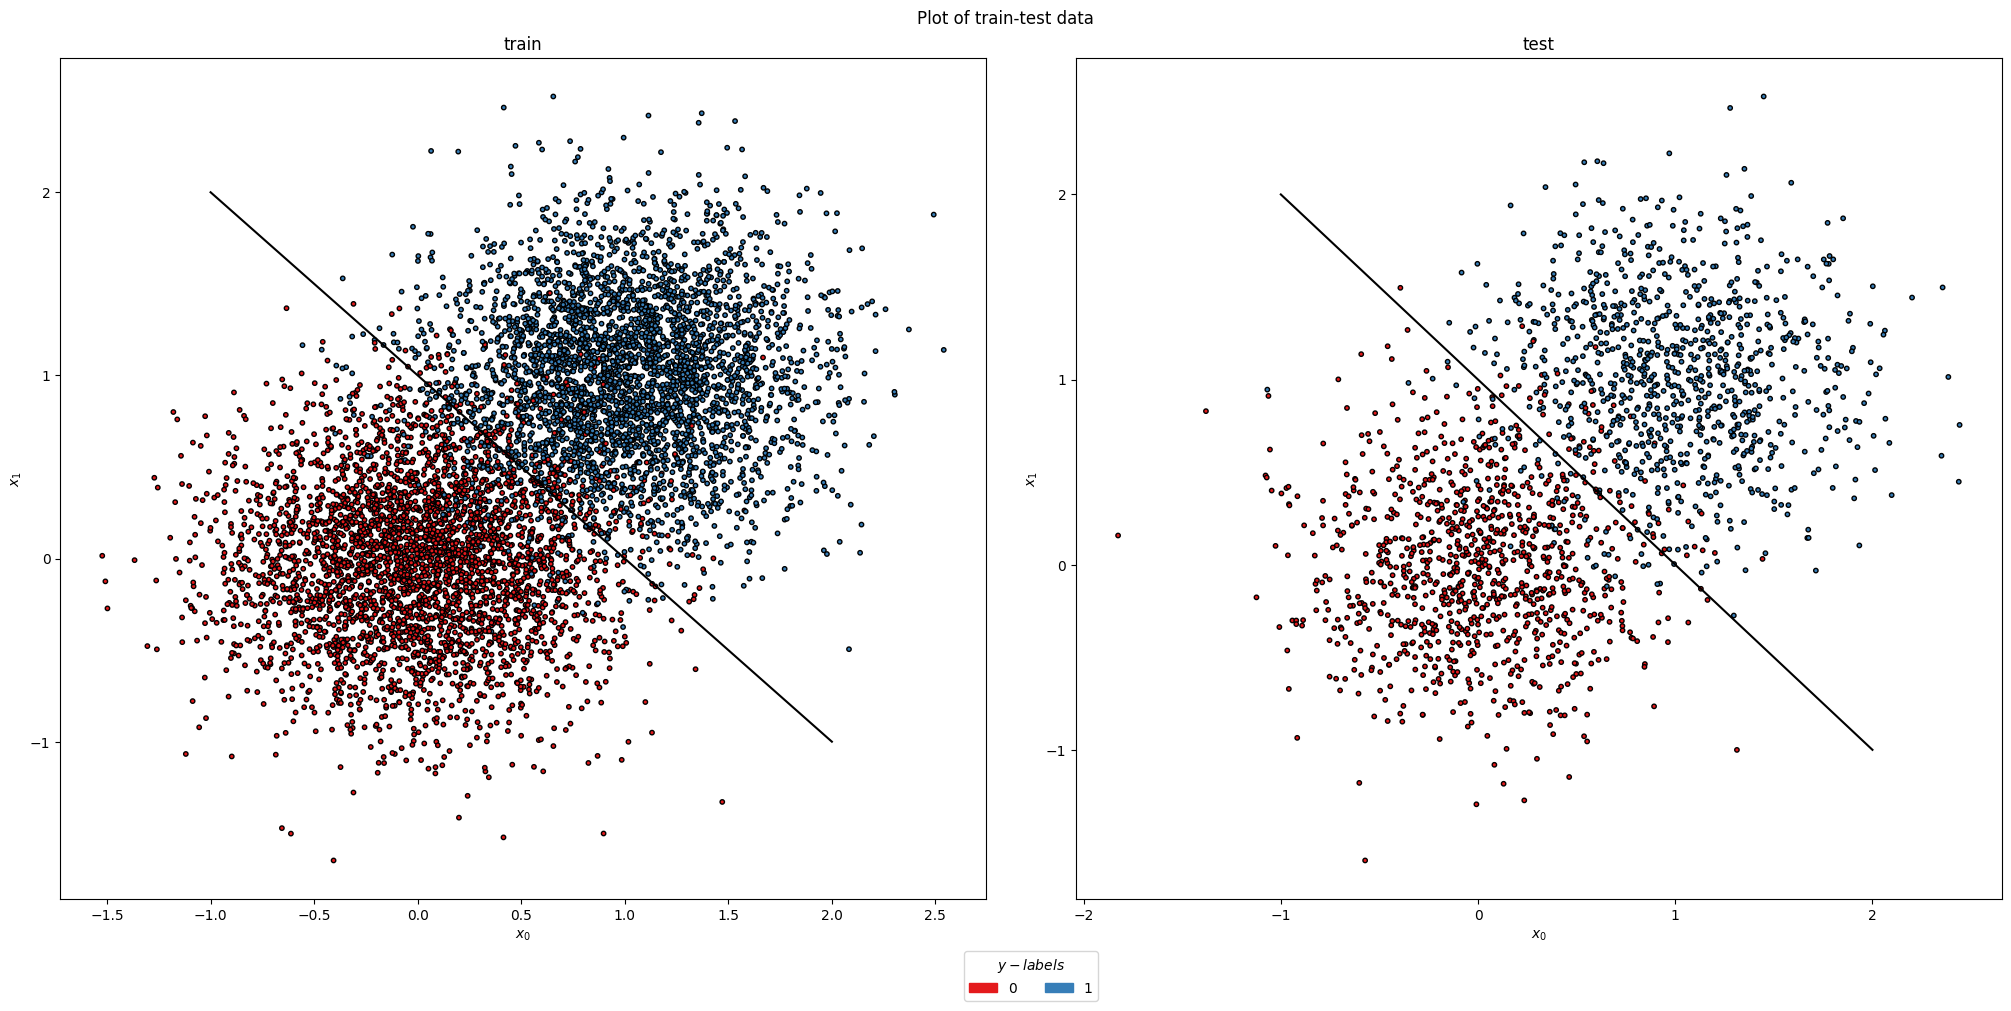 Plot of train-test data
train
test
2
1
0
−1
x₁
−1.5 −1.0 −0.5 0.0 0.5 1.0 1.5 2.0 2.5
x₀
2
1
0
−1
x₁
−2 −1 0 1 2
x₀
y − labels
0 1